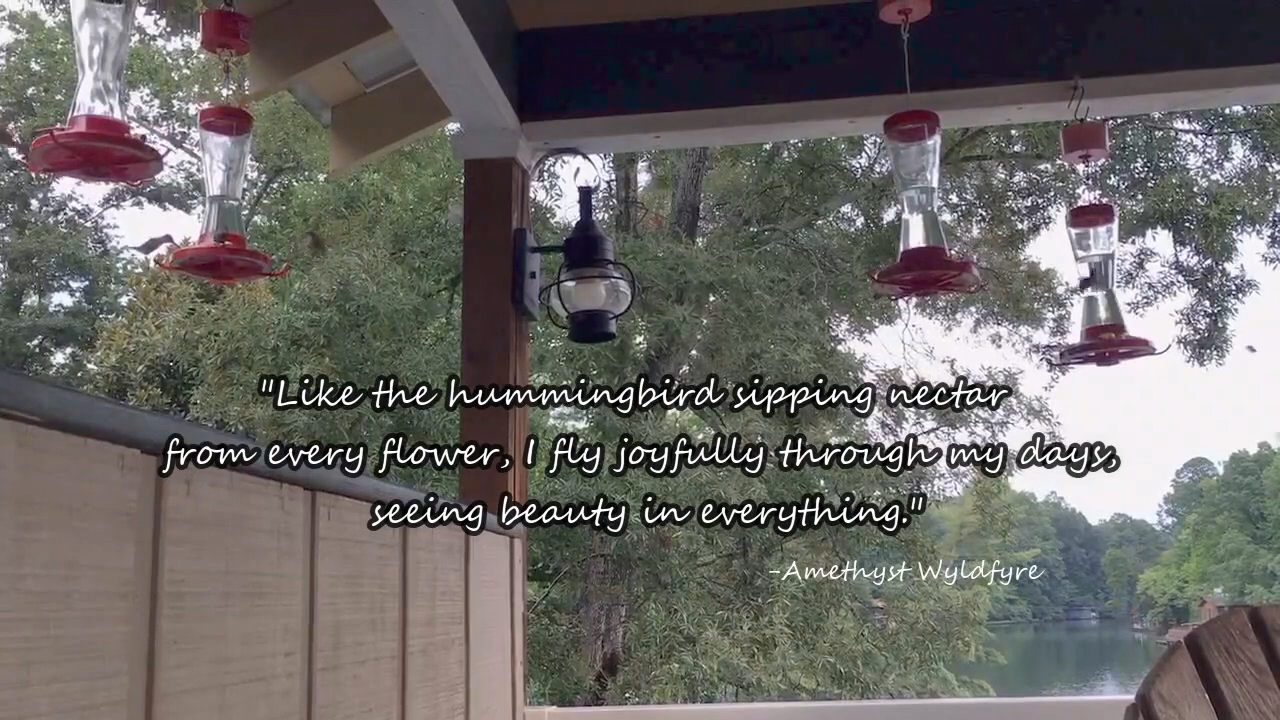 "Like the hummingbird sipping nectar
from every flower, I fly joyfully through my days,
seeing beauty in everything."
-Amethyst Wyldfyre